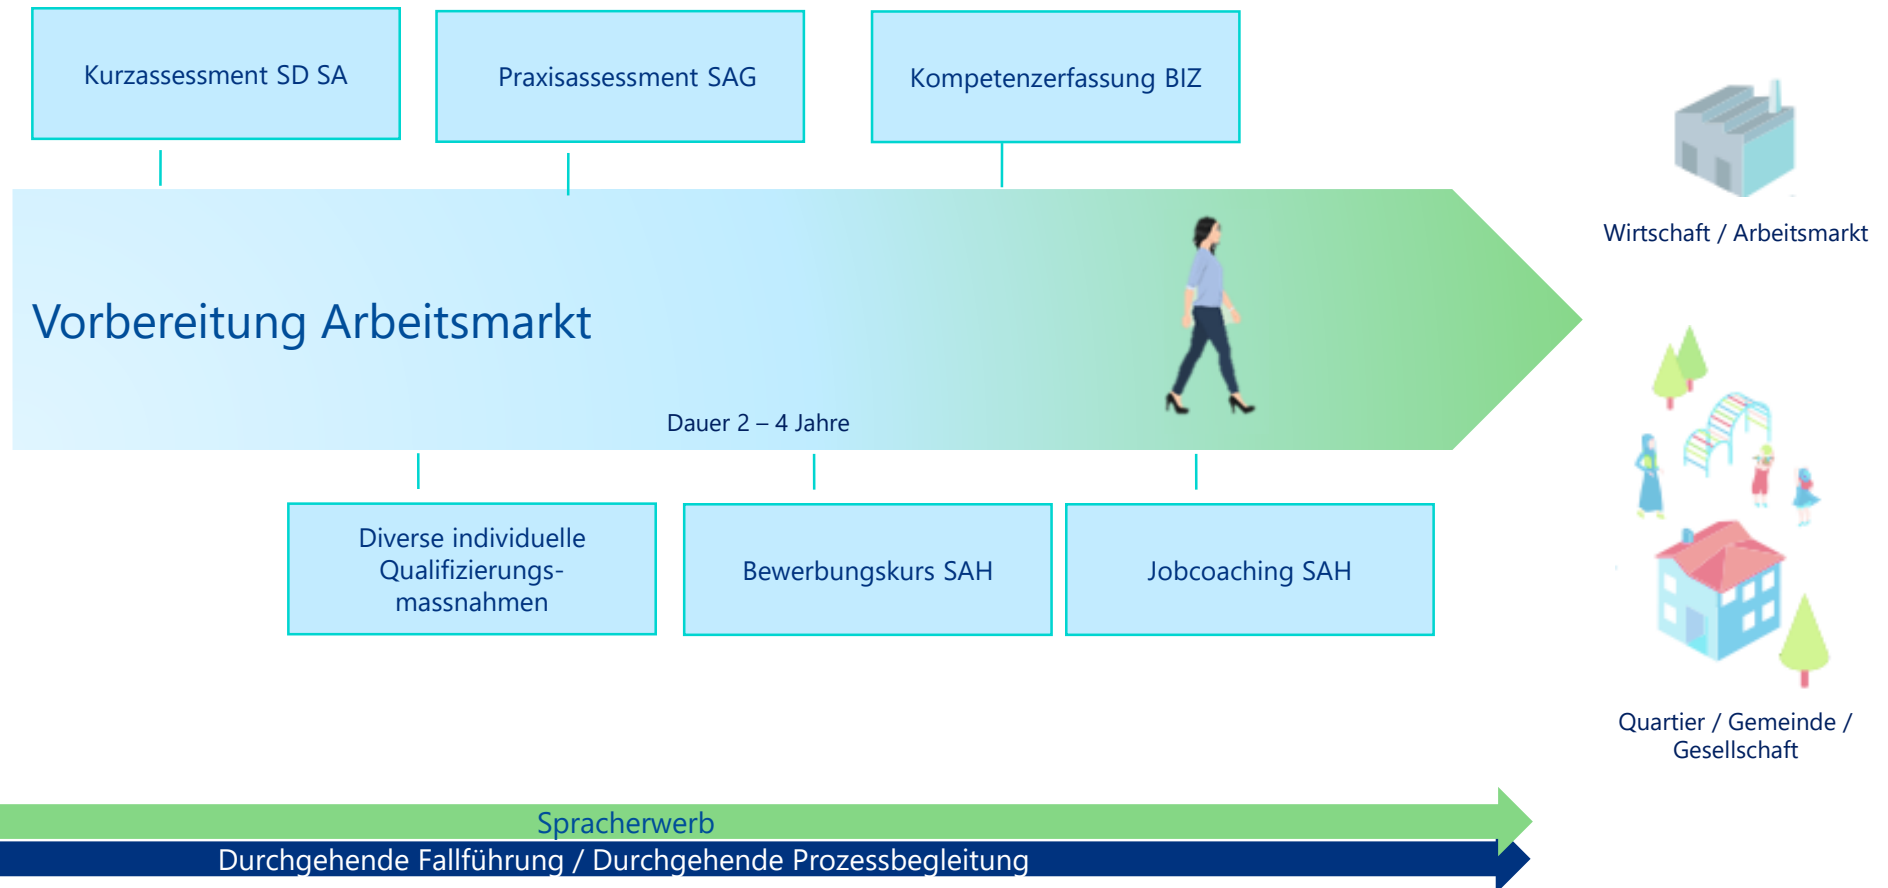 Kurzassessment SD SA
Praxisassessment SAG
Kompetenzerfassung BIZ
Wirtschaft / Arbeitsmarkt
Vorbereitung Arbeitsmarkt
Dauer 2 – 4 Jahre
Diverse individuelle
Qualifizierungs-
massnahmen
Bewerbungskurs SAH
Jobcoaching SAH
Quartier / Gemeinde /
Gesellschaft
Spracherwerb
Durchgehende Fallführung / Durchgehende Prozessbegleitung